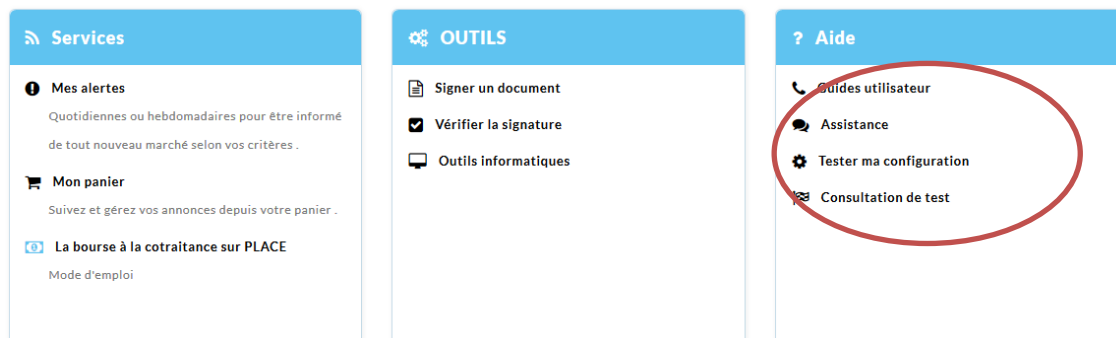 Services
Mes alertes
Quotidiennes ou hebdomadaires pour être informé
de tout nouveau marché selon vos critères .
Mon panier
Suivez et gérez vos annonces depuis votre panier .
La bourse à la cotraitance sur PLACE
Mode d'emploi
OUTILS
Signer un document
Vérifier la signature
Outils informatiques
? Aide
Guides utilisateur
Assistance
Tester ma configuration
Consultation de test